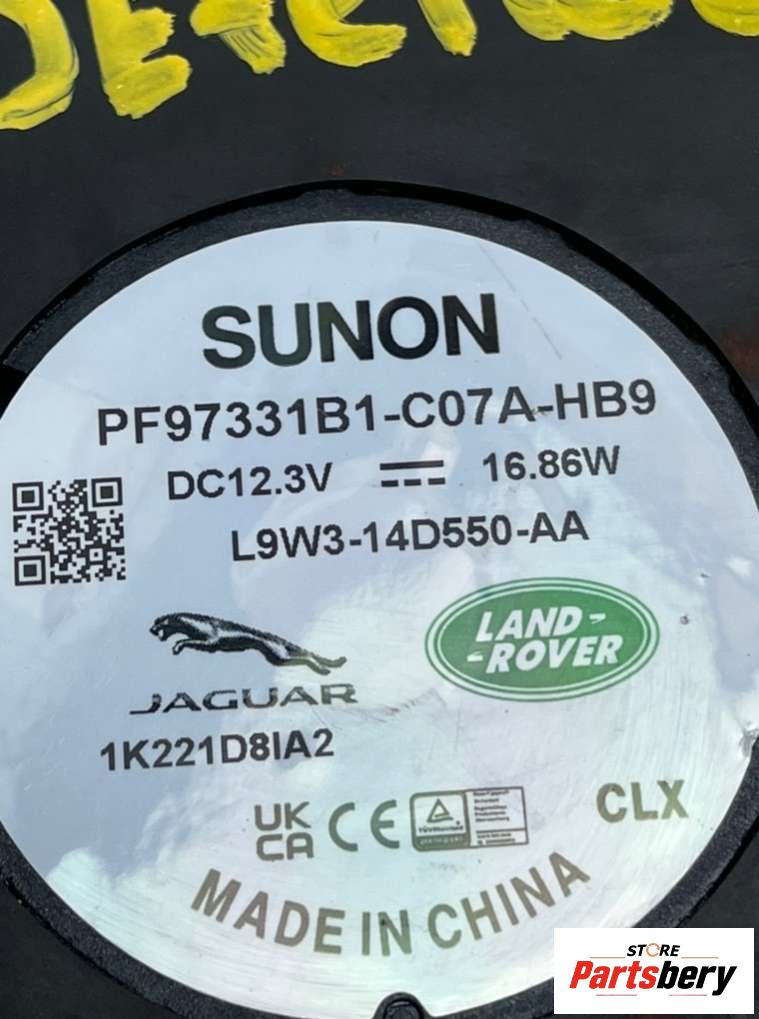 SUNON
PF97331B1-C07A-HB9
DC12.3V 16.86W
L9W3-14D550-AA
LAND-
-ROVER
JAGUAR
1K221D8IA2
UK
CA CE
CLX
MADE IN CHINA
STORE
Partsbery